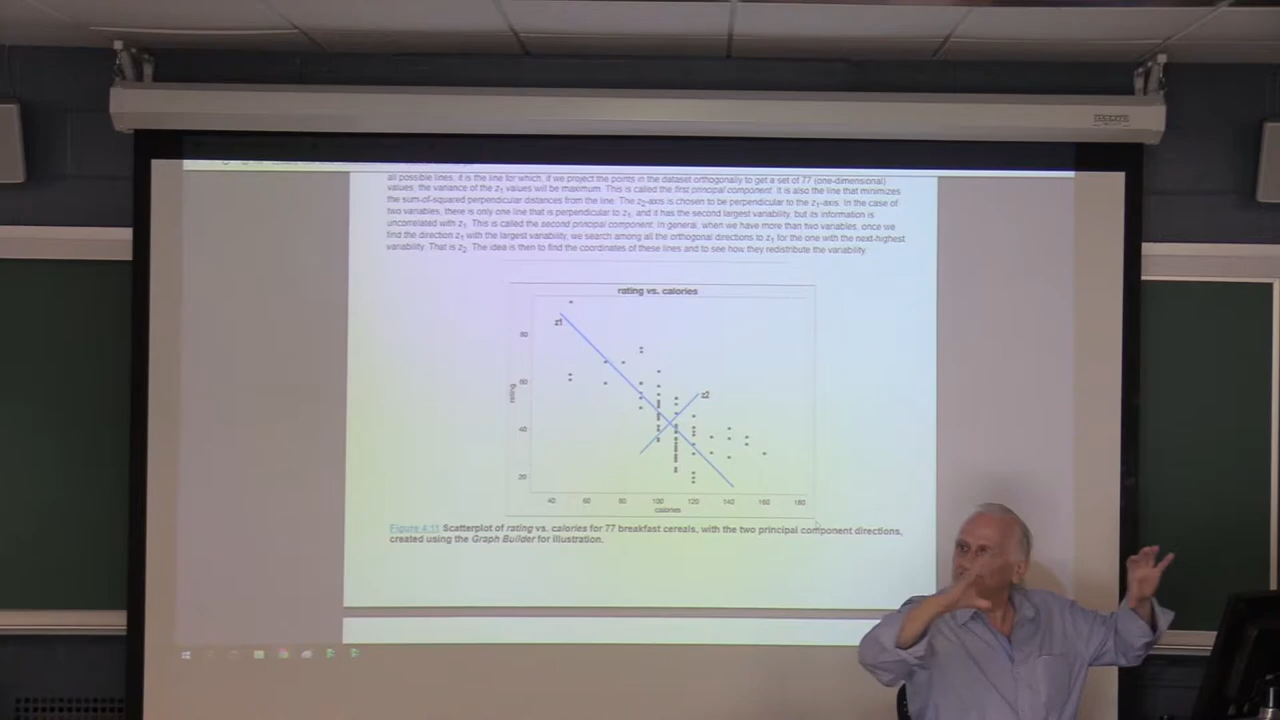 all possible lines, it is the line for which, if we project the points in the dataset orthogonally to get a set of 77 (one-dimensional)
values, the variance of the z1 values will be maximum. This is called the first principal component. It is also the line that minimizes
the sum-of-squared perpendicular distances from the line. The z2-axis is chosen to be perpendicular to the z1-axis. In the case of
two variables, there is only one line that is perpendicular to z1, and it has the second largest variability, but its information is
uncorrelated with z1. This is called the second principal component. In general, when we have more than two variables, once we
find the direction z1 with the largest variability, we search among all the orthogonal directions to z1 for the one with the next-highest
variability. That is z2. The idea is then to find the coordinates of these lines and to see how they redistribute the variability.
rating vs. calories
z1
80
60
z2
rating
40
20
40 60 80 100 120 140 160 180
calories
Figure 4.11 Scatterplot of rating vs. calories for 77 breakfast cereals, with the two principal component directions,
created using the Graph Builder for illustration.